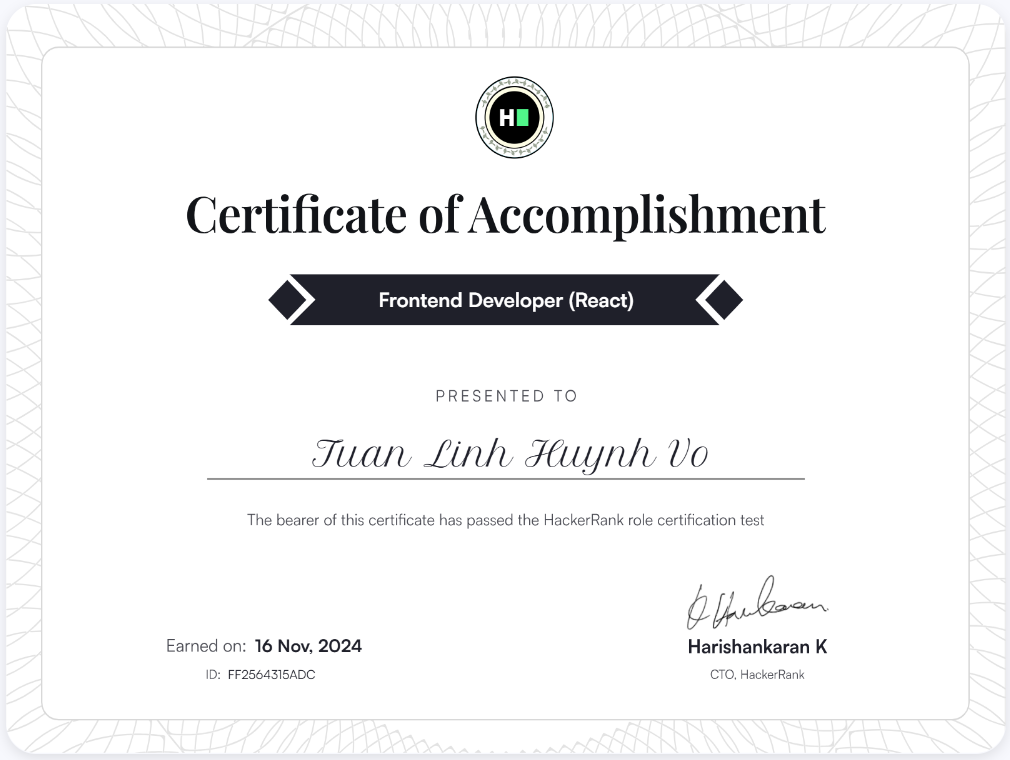 H
Certificate of Accomplishment
Frontend Developer (React)
PRESENTED TO
Tuan Linh Huynh Vo
The bearer of this certificate has passed the HackerRank role certification test
Earned on: 16 Nov, 2024
ID: FF2564315ADC
Harishankaran K
CTO, HackerRank